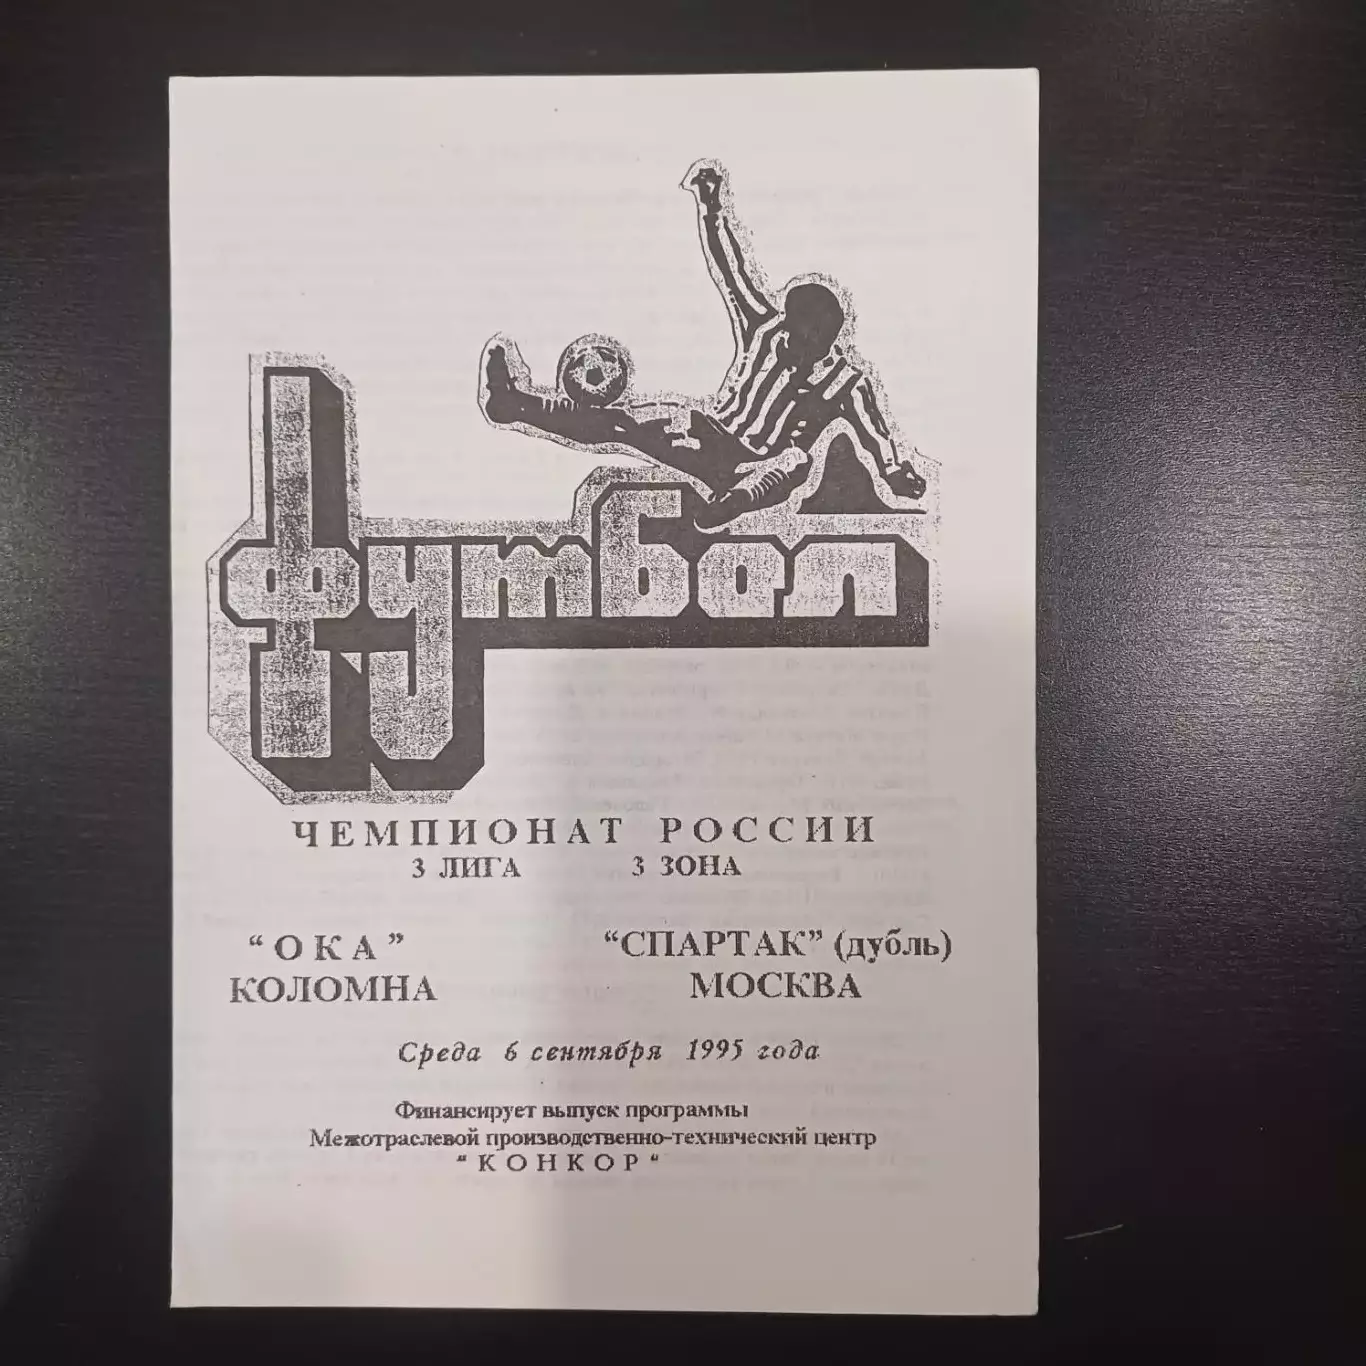 футбол
ЧЕМПИОНАТ РОССИИ
3 ЛИГА 3 ЗОНА
“ОКА” “СПАРТАК” (дубль)
КОЛОМНА МОСКВА
Среда 6 сентября 1995 года
Финансирует выпуск программы
Межотраслевой производственно-технический центр
"КОНКОР"